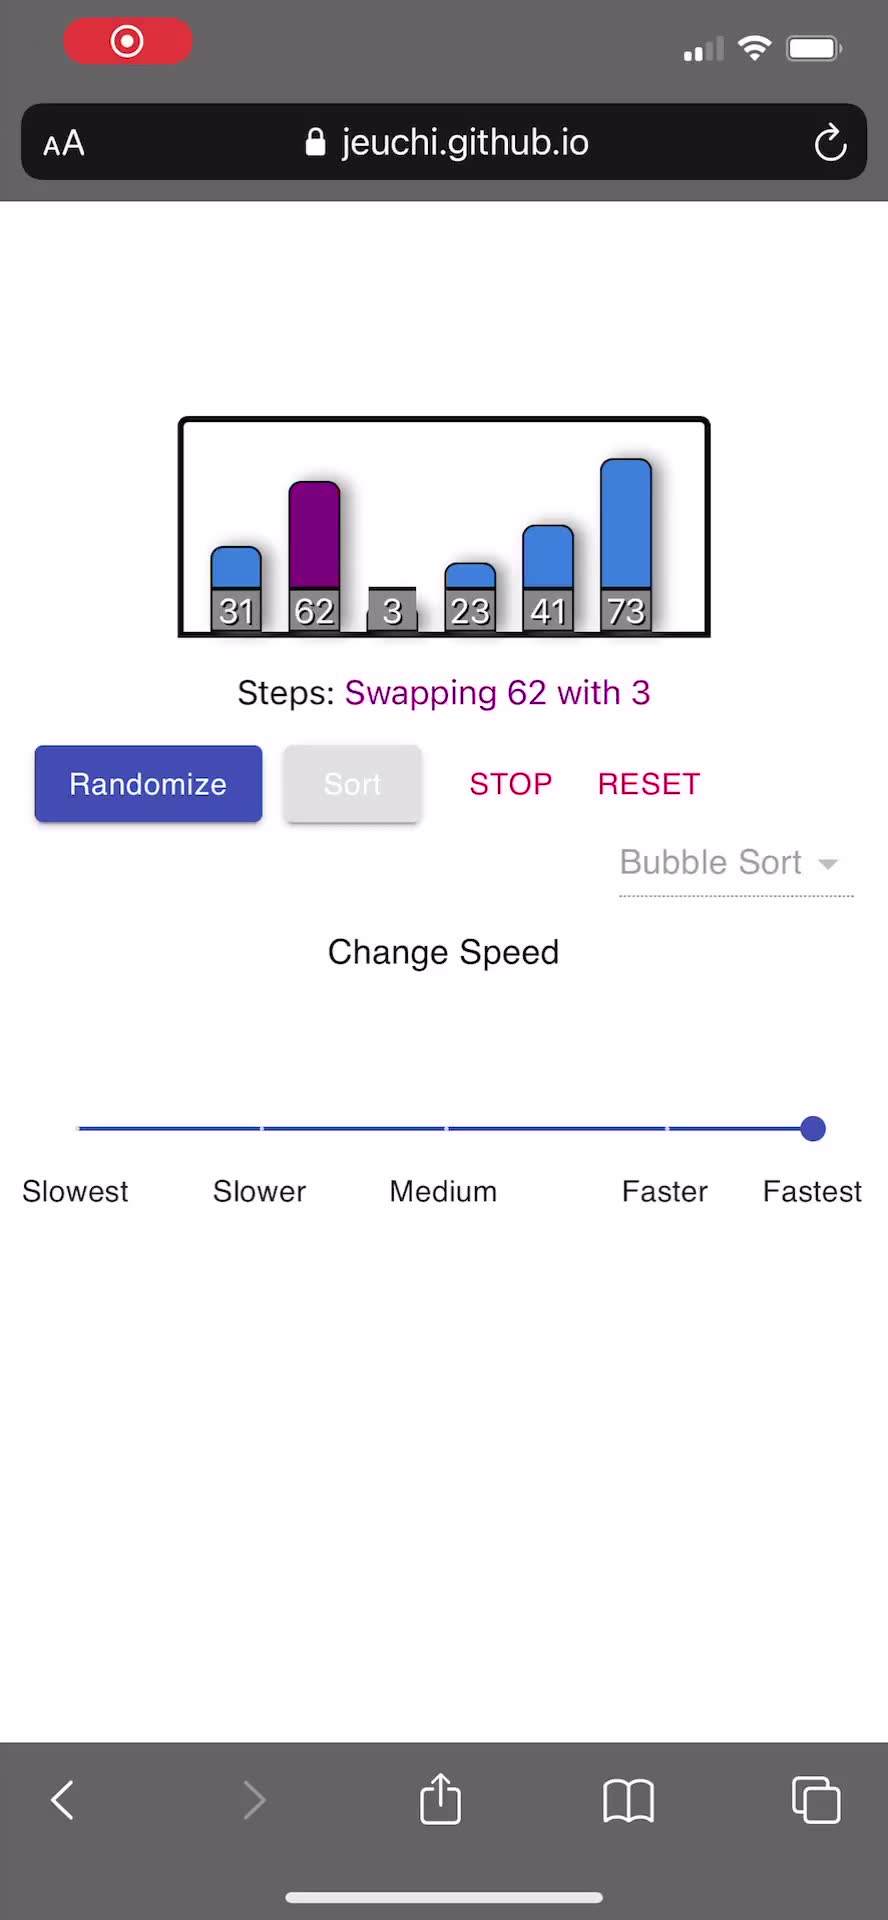 AA jeuchi.github.io
31 62 3 23 41 73
Steps: Swapping 62 with 3
Randomize Sort STOP RESET
Bubble Sort
Change Speed
Slowest Slower Medium Faster Fastest